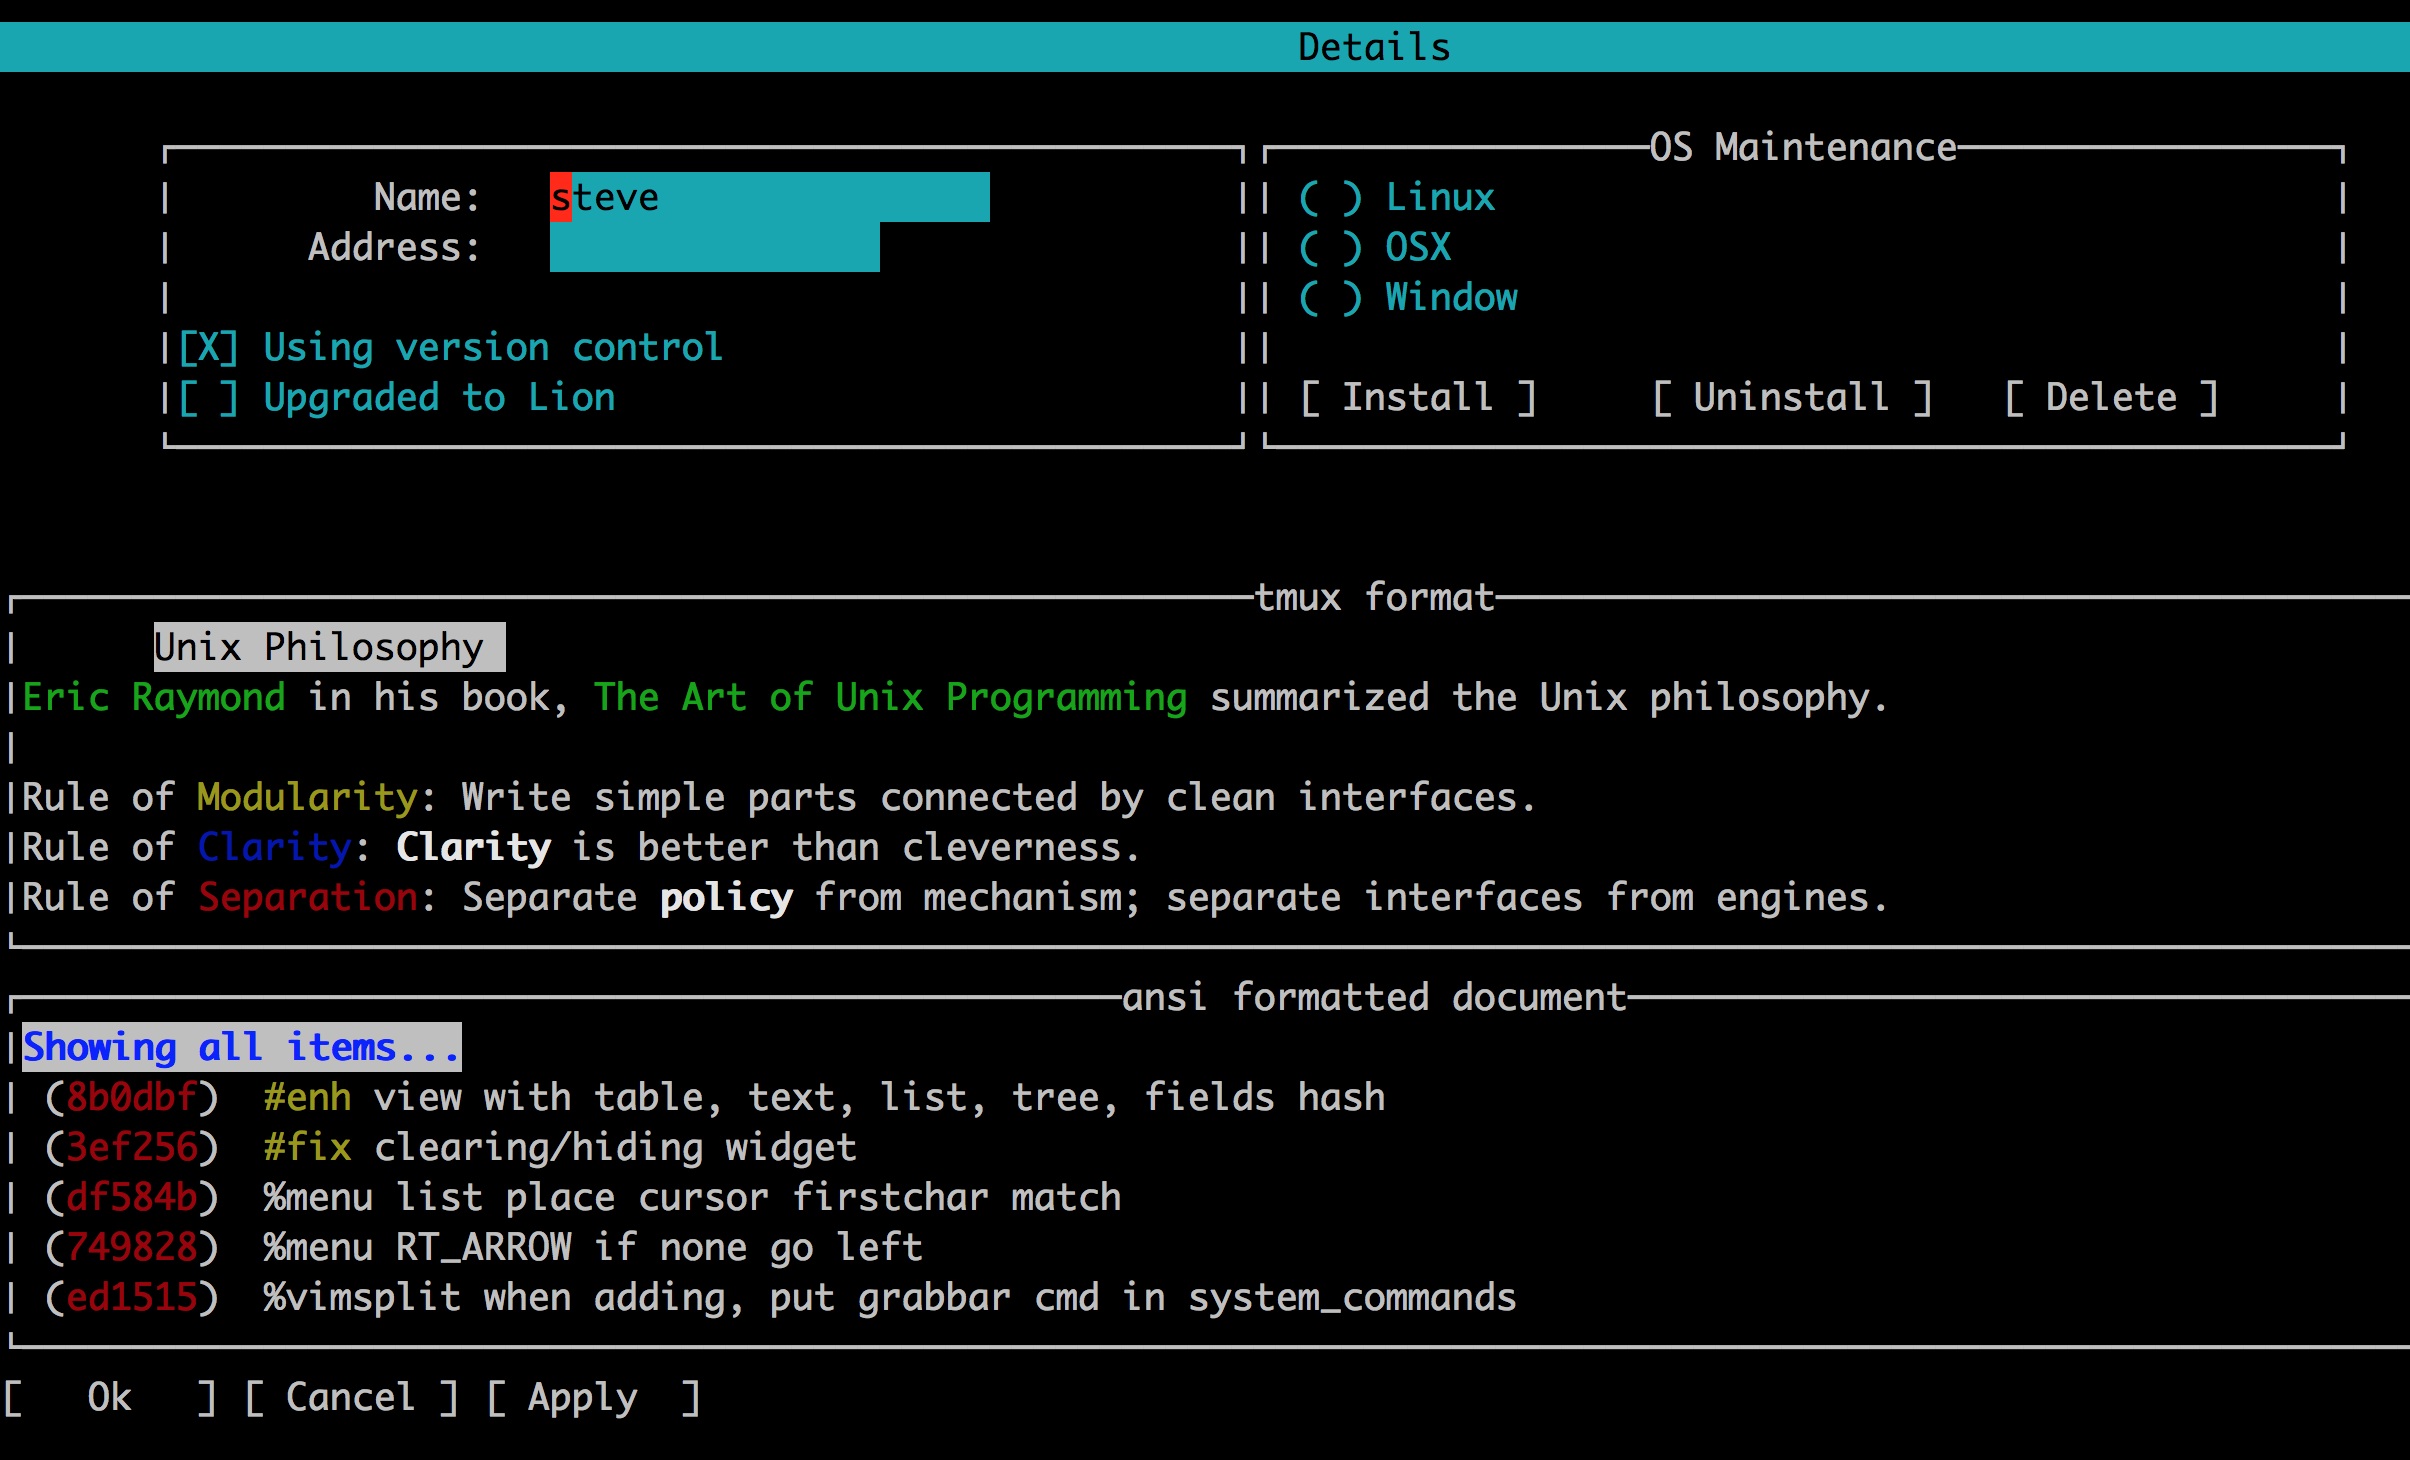 Details
Name: steve
Address:
[X] Using version control
[ ] Upgraded to Lion
OS Maintenance
( ) Linux
( ) OSX
( ) Window
[ Install ] [ Uninstall ] [ Delete ]
tmux format
Unix Philosophy
Eric Raymond in his book, The Art of Unix Programming summarized the Unix philosophy.
Rule of Modularity: Write simple parts connected by clean interfaces.
Rule of Clarity: Clarity is better than cleverness.
Rule of Separation: Separate policy from mechanism; separate interfaces from engines.
ansi formatted document
Showing all items...
(8b0dbf) #enh view with table, text, list, tree, fields hash
(3ef256) #fix clearing/hiding widget
(df584b) %menu list place cursor firstchar match
(749828) %menu RT_ARROW if none go left
(ed1515) %vimsplit when adding, put grabbar cmd in system_commands
[ Ok ] [ Cancel ] [ Apply ]